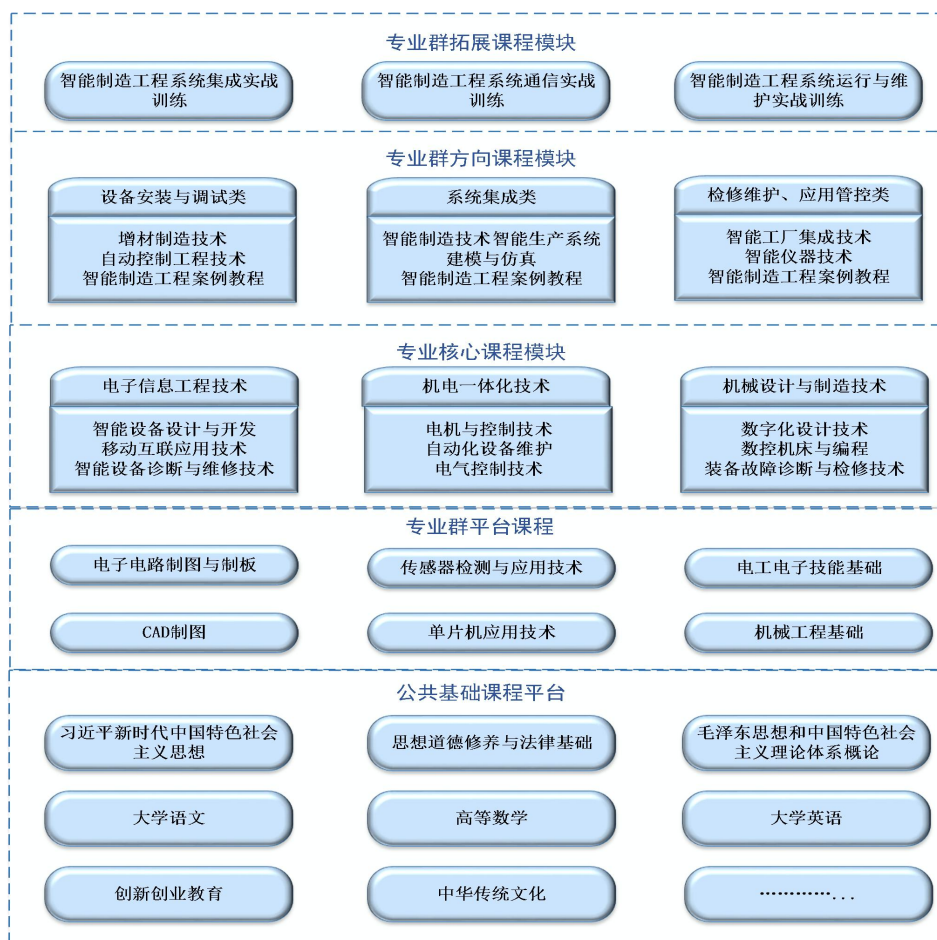 专业群拓展课程模块
智能制造工程系统集成实战
训练
智能制造工程系统通信实战
训练
智能制造工程系统运行与维
护实战训练
专业群方向课程模块
设备安装与调试类
增材制造技术
自动控制工程技术
智能制造工程案例教程
系统集成类
智能制造技术智能生产系统
建模与仿真
智能制造工程案例教程
检修维护、应用管控类
智能工厂集成技术
智能仪器技术
智能制造工程案例教程
专业核心课程模块
电子信息工程技术
智能设备设计与开发
移动互联应用技术
智能设备诊断与维修技术
机电一体化技术
电机与控制技术
自动化设备维护
电气控制技术
机械设计与制造技术
数字化设计技术
数控机床与编程
装备故障诊断与检修技术
专业群平台课程
电子电路制图与制板
传感器检测与应用技术
电工电子技能基础
CAD制图
单片机应用技术
机械工程基础
公共基础课程平台
习近平新时代中国特色社会
主义思想
思想道德修养与法律基础
毛泽东思想和中国特色社会
主义理论体系概论
大学语文
高等数学
大学英语
创新创业教育
中华传统文化
…………...